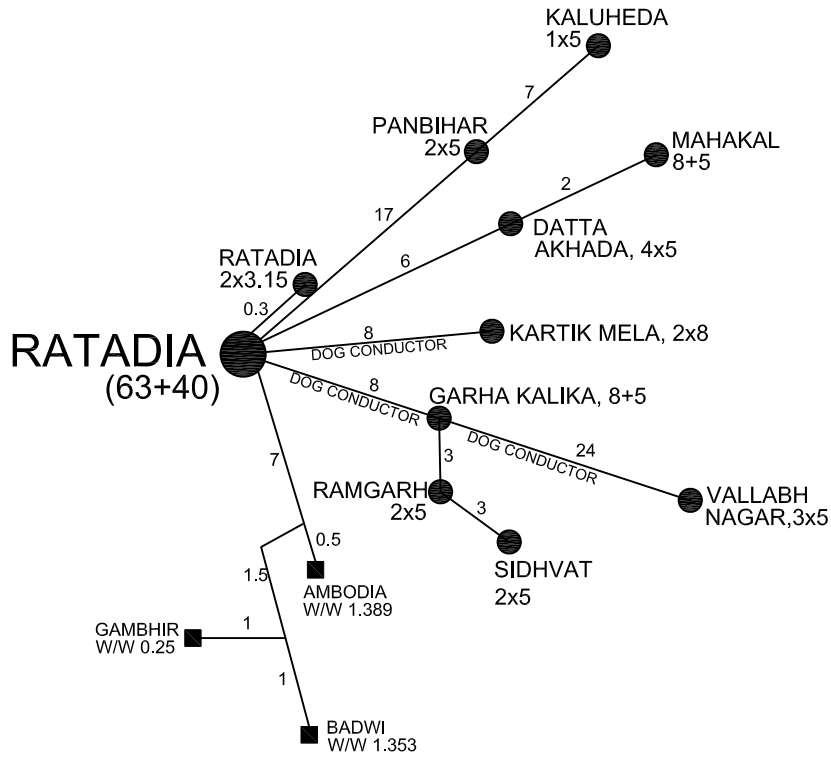 KALUHEDA
1x5
7
PANBIHAR
2x5
MAHAKAL
8+5
2
17
DATTA
AKHADA, 4x5
6
RATADIA
2x3.15
0.3
RATADIA
(63+40)
8
DOG CONDUCTOR
KARTIK MELA, 2x8
8
DOG CONDUCTOR
GARHA KALIKA, 8+5
24
DOG CONDUCTOR
VALLABH
NAGAR,3x5
3
RAMGARH
2x5
3
SIDHVAT
2x5
7
0.5
AMBODIA
W/W 1.389
1.5
GAMBHIR
W/W 0.25
1
1
BADWI
W/W 1.353